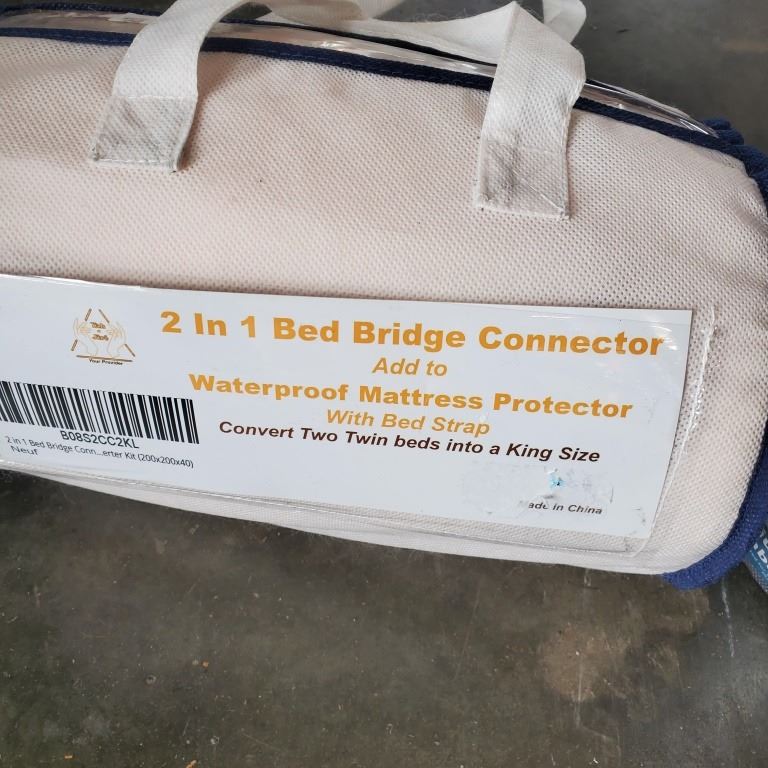 2 In 1 Bed Bridge Connector
Add to
Waterproof Mattress Protector
With Bed Strap
Convert Two Twin beds into a King Size
Your Provider
B08S2CC2KL
2 in 1 Bed Bridge Conn...erter Kit (200x200x40)
Neuf
in China